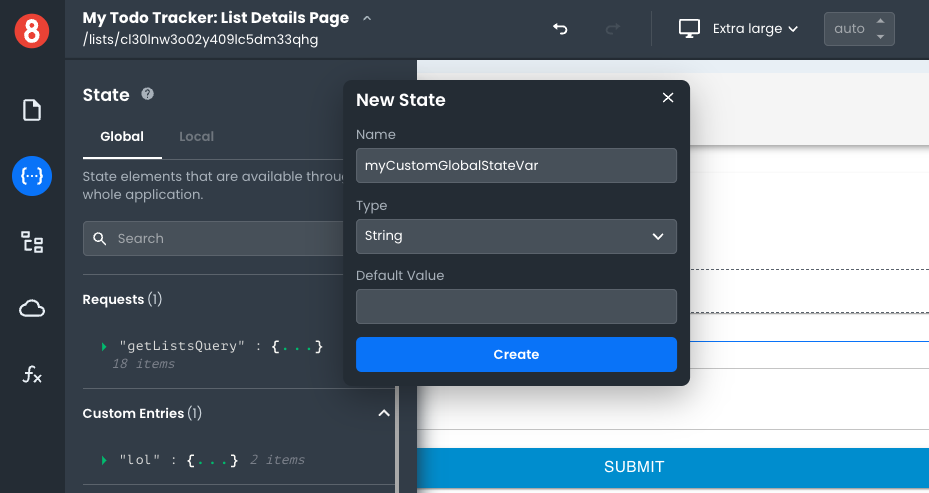 8
My Todo Tracker: List Details Page
/lists/cl30lnw3o02y409lc5dm33qhg
Extra large
auto
State
?
Global
Local
State elements that are available throu
whole application.
Search
Requests (1)
"getListsQuery" : {...}
18 items
Custom Entries (1)
"lol" : {...} 2 items
New State
Name
myCustomGlobalStateVar
Type
String
Default Value
Create
{...}
fx
SUBMIT